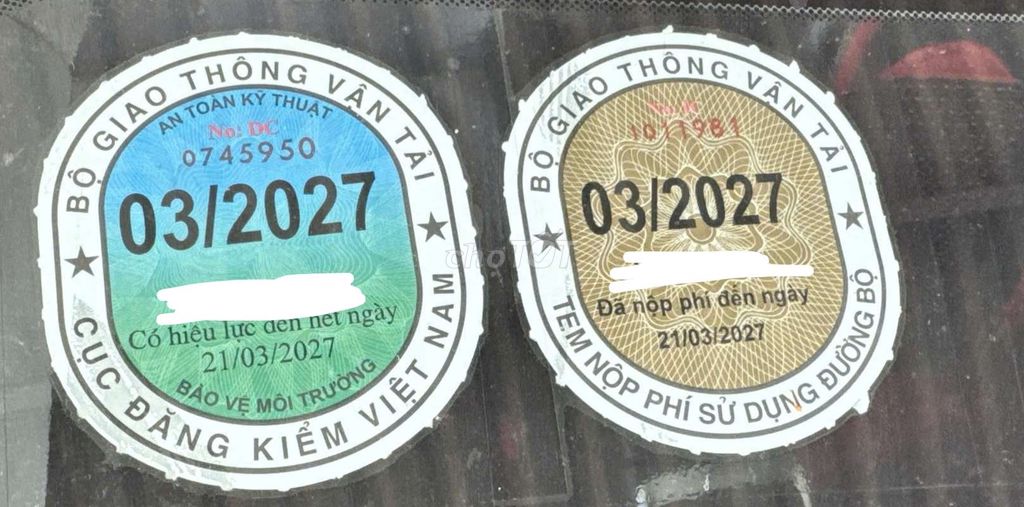 BỘ GIAO THÔNG VẬN TẢI
AN TOÀN KỸ THUẬT
No: DC
0745950
03/2027
Có hiệu lực đến hết ngày
21/03/2027
BẢO VỆ MÔI TRƯỜNG
CỤC ĐĂNG KIỂM VIỆT NAM
BỘ GIAO THÔNG VẬN TẢI
1011981
03/2027
Đã nộp phí đến ngày
21/03/2027
TEM NỘP PHÍ SỬ DỤNG ĐƯỜNG BỘ
chợTỐT